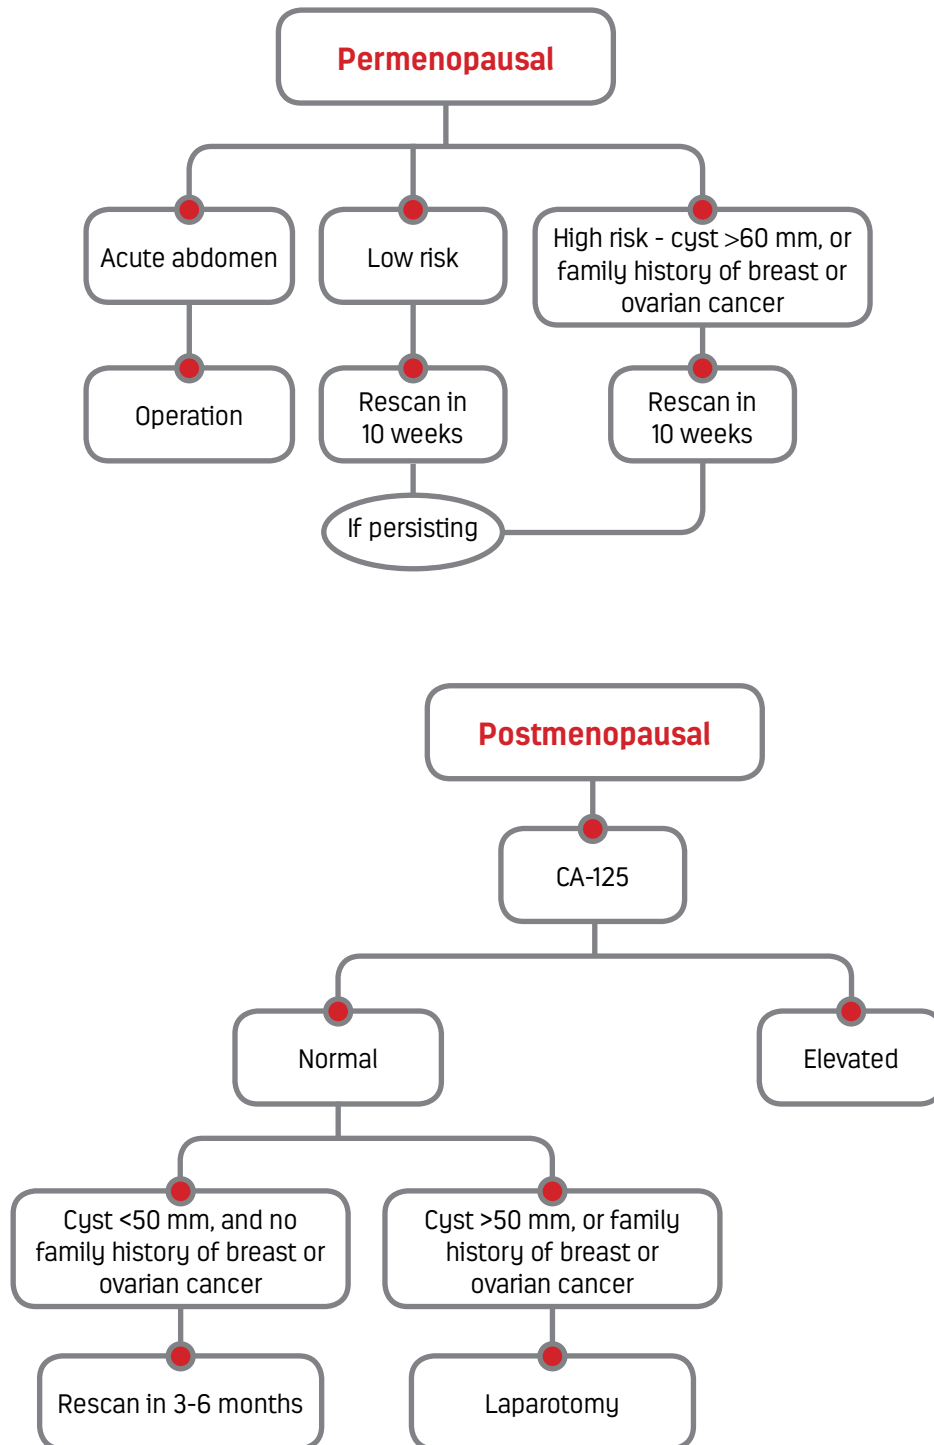 Permenopausal
Acute abdomen
Low risk
High risk - cyst >60 mm, or
family history of breast or
ovarian cancer
Operation
Rescan in
10 weeks
Rescan in
10 weeks
If persisting
Postmenopausal
CA-125
Normal
Elevated
Cyst <50 mm, and no
family history of breast or
ovarian cancer
Cyst >50 mm, or family
history of breast or
ovarian cancer
Rescan in 3-6 months
Laparotomy